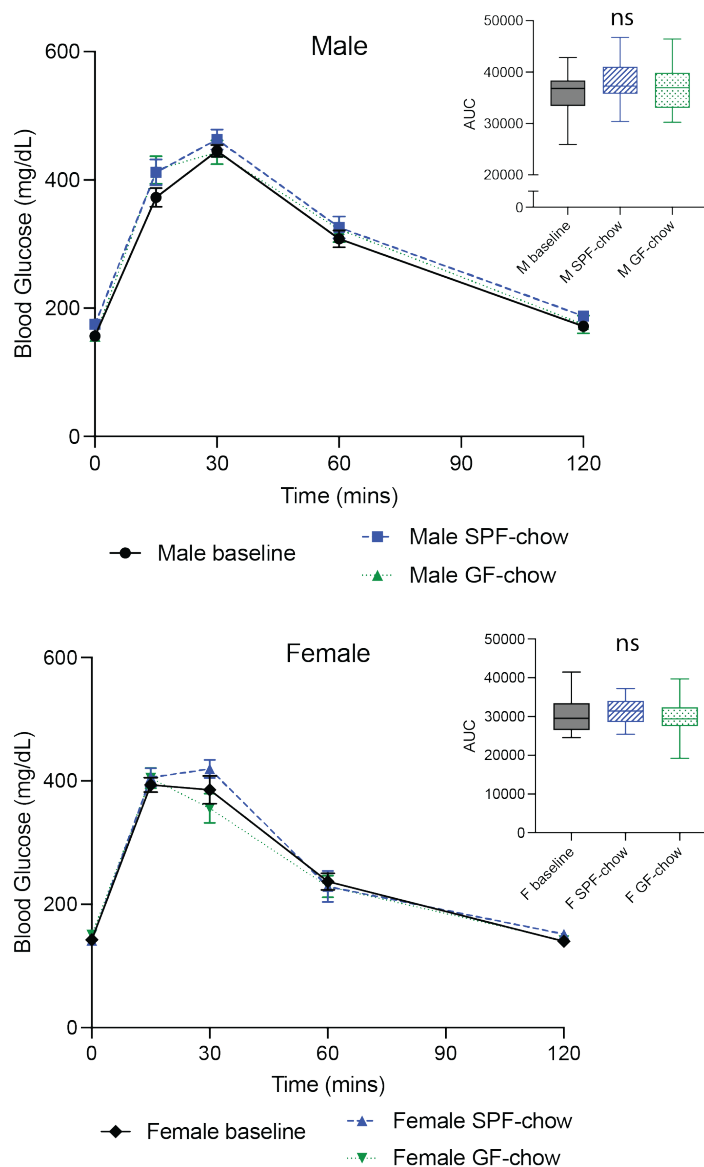 Male
600
400
200
0
Blood Glucose (mg/dL)
0 30 60 90 120
Time (mins)
ns
50000
40000
30000
20000
0
AUC
M baseline
M SPF-chow
M GF-chow
Male baseline
Male SPF-chow
Male GF-chow
Female
600
400
200
0
Blood Glucose (mg/dL)
0 30 60 90 120
Time (mins)
ns
50000
40000
30000
20000
10000
0
AUC
F baseline
F SPF-chow
F GF-chow
Female baseline
Female SPF-chow
Female GF-chow